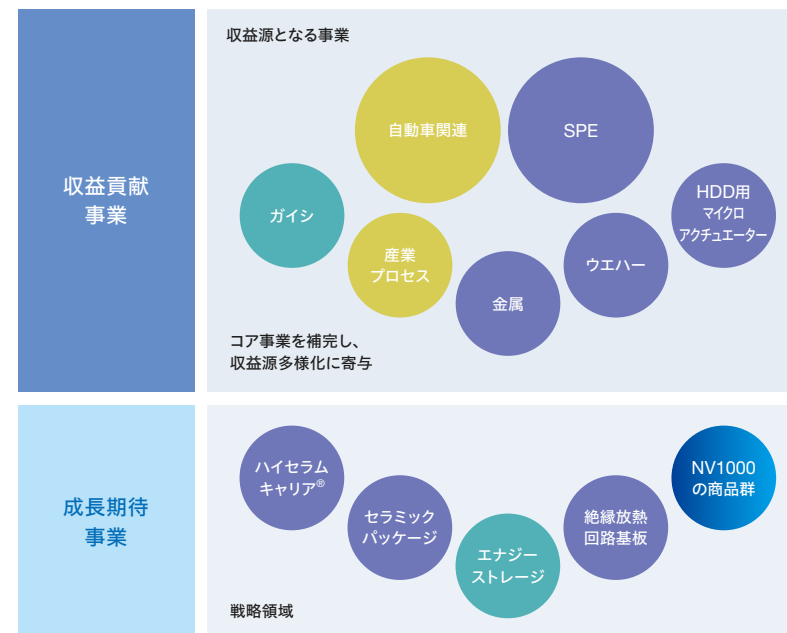 収益貢献
事業
収益源となる事業
自動車関連
SPE
ガイシ
産業
プロセス
金属
ウエハー
HDD用
マイクロ
アクチュエーター
コア事業を補完し、
収益源多様化に寄与
成長期待
事業
ハイセラム
キャリア®
セラミック
パッケージ
エナジー
ストレージ
絶縁放熱
回路基板
NV1000
の商品群
戦略領域